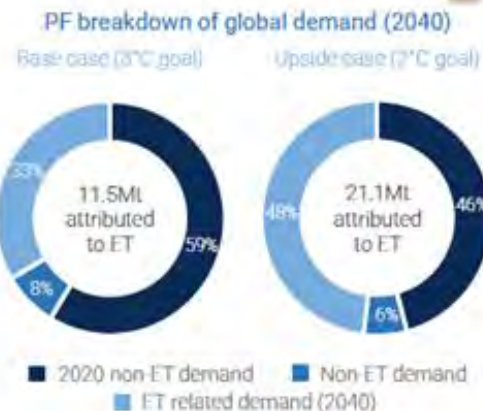 PF breakdown of global demand (2040)
Base case (3°C goal) Upside case (2°C goal)
33%
11.5Mt
attributed
to ET
59%
8%
48%
21.1Mt
attributed
to ET
46%
6%
2020 non-ET demand Non-ET demand
ET related demand (2040)